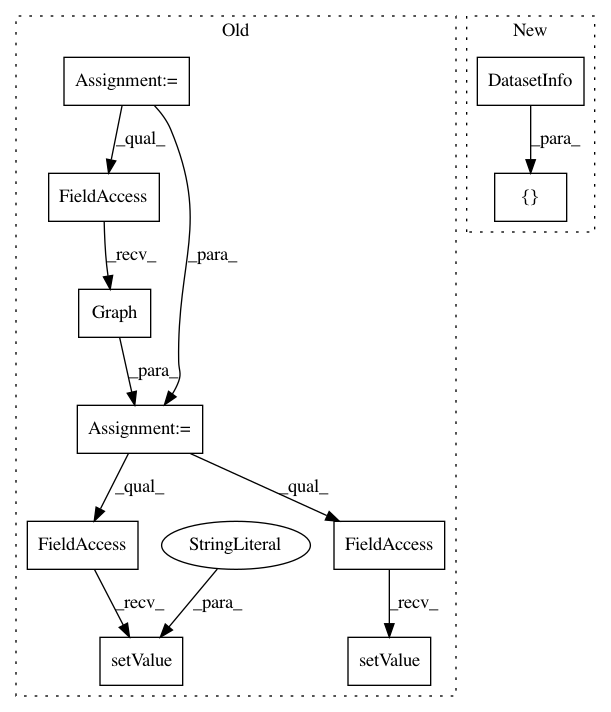 Old
New
Assignment:=
DatasetInfo
_qual_
_para_
FieldAccess
{}
_recv_
_para_
Graph
_para_
Assignment:=
_qual_
_qual_
FieldAccess
StringLiteral
FieldAccess
_recv_
_para_
_recv_
setValue
setValue